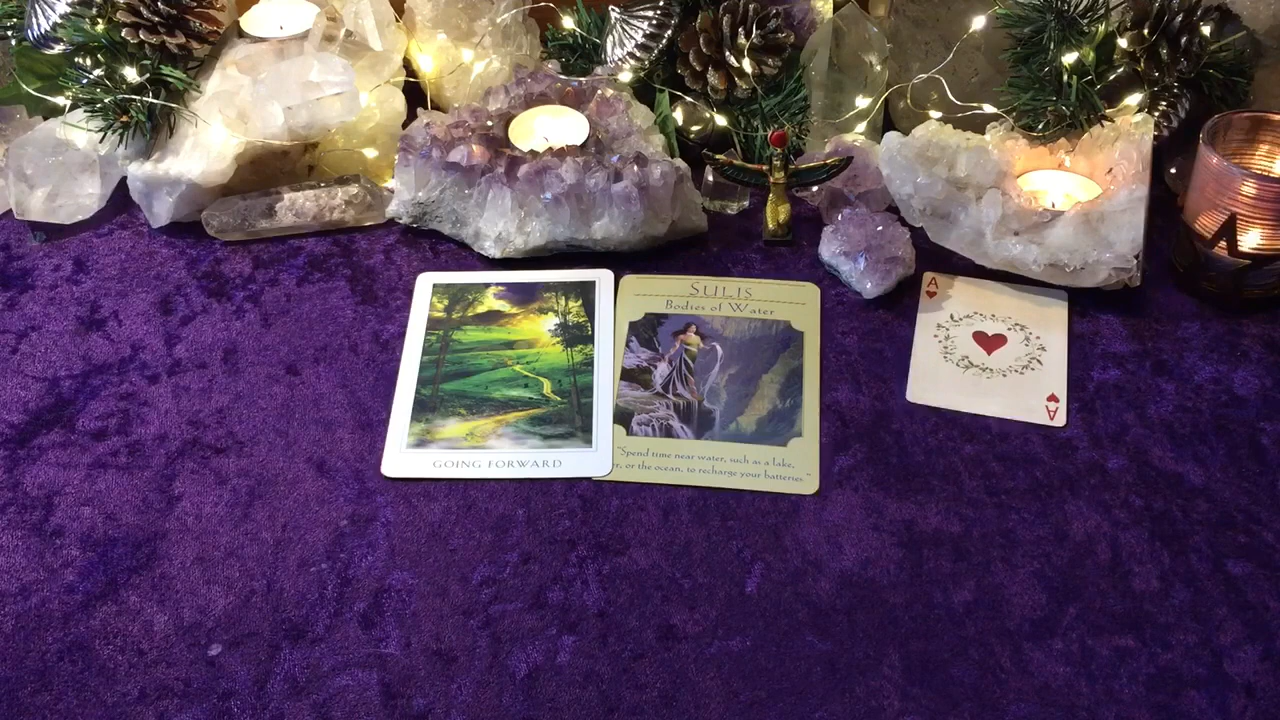 GOING FORWARD
SULIS
Bodies of Water
"Spend time near water, such as a lake,
or the ocean, to recharge your batteries."
A
A